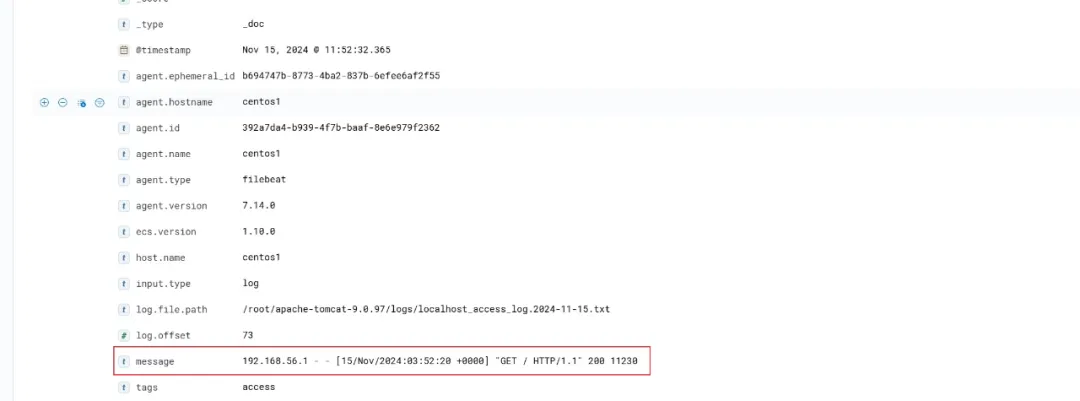 _type _doc
@timestamp Nov 15, 2024 @ 11:52:32.365
agent.ephemeral_id b694747b-8773-4ba2-837b-6efee6af2f55
agent.hostname centos1
agent.id 392a7da4-b939-4f7b-baaf-8e6e979f2362
agent.name centos1
agent.type filebeat
agent.version 7.14.0
ecs.version 1.10.0
host.name centos1
input.type log
log.file.path /root/apache-tomcat-9.0.97/logs/localhost_access_log.2024-11-15.txt
# log.offset 73
message 192.168.56.1 - - [15/Nov/2024:03:52:20 +0000] "GET / HTTP/1.1" 200 11230
tags access